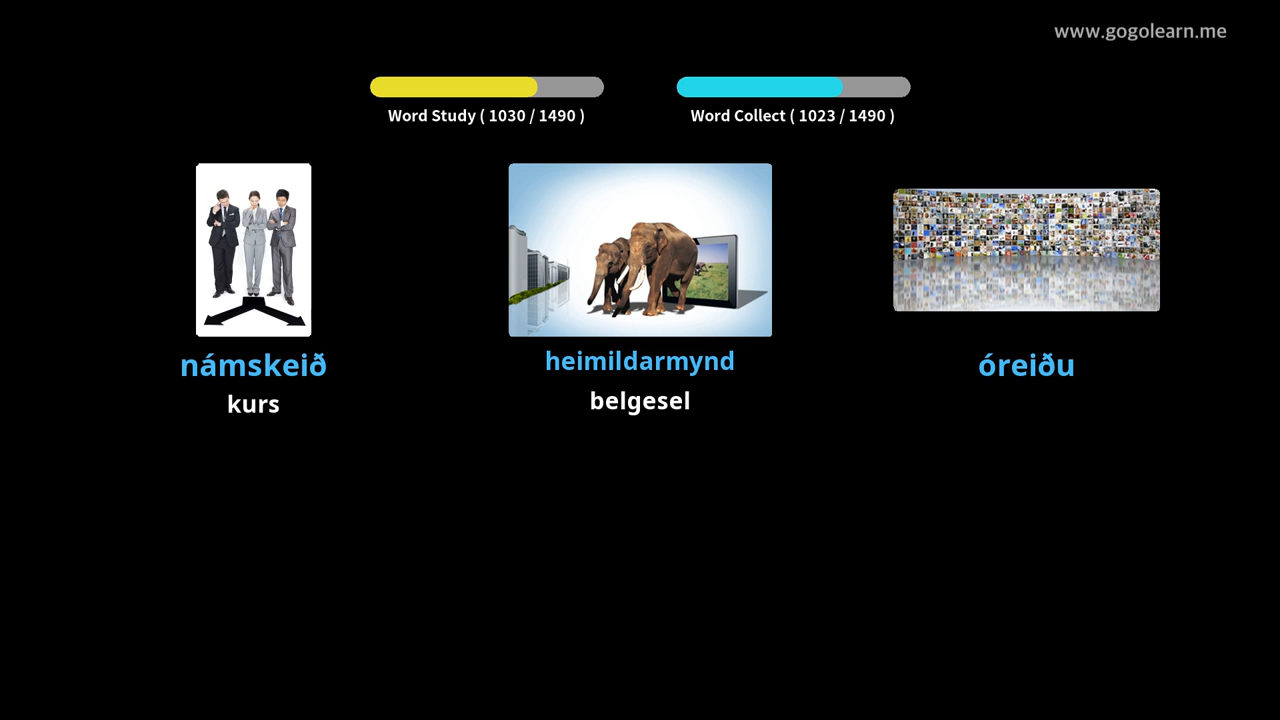 www.gogolearn.me
Word Study ( 1030 / 1490 )
Word Collect ( 1023 / 1490 )
námskeið
kurs
heimildarmynd
belgesel
óreiðu